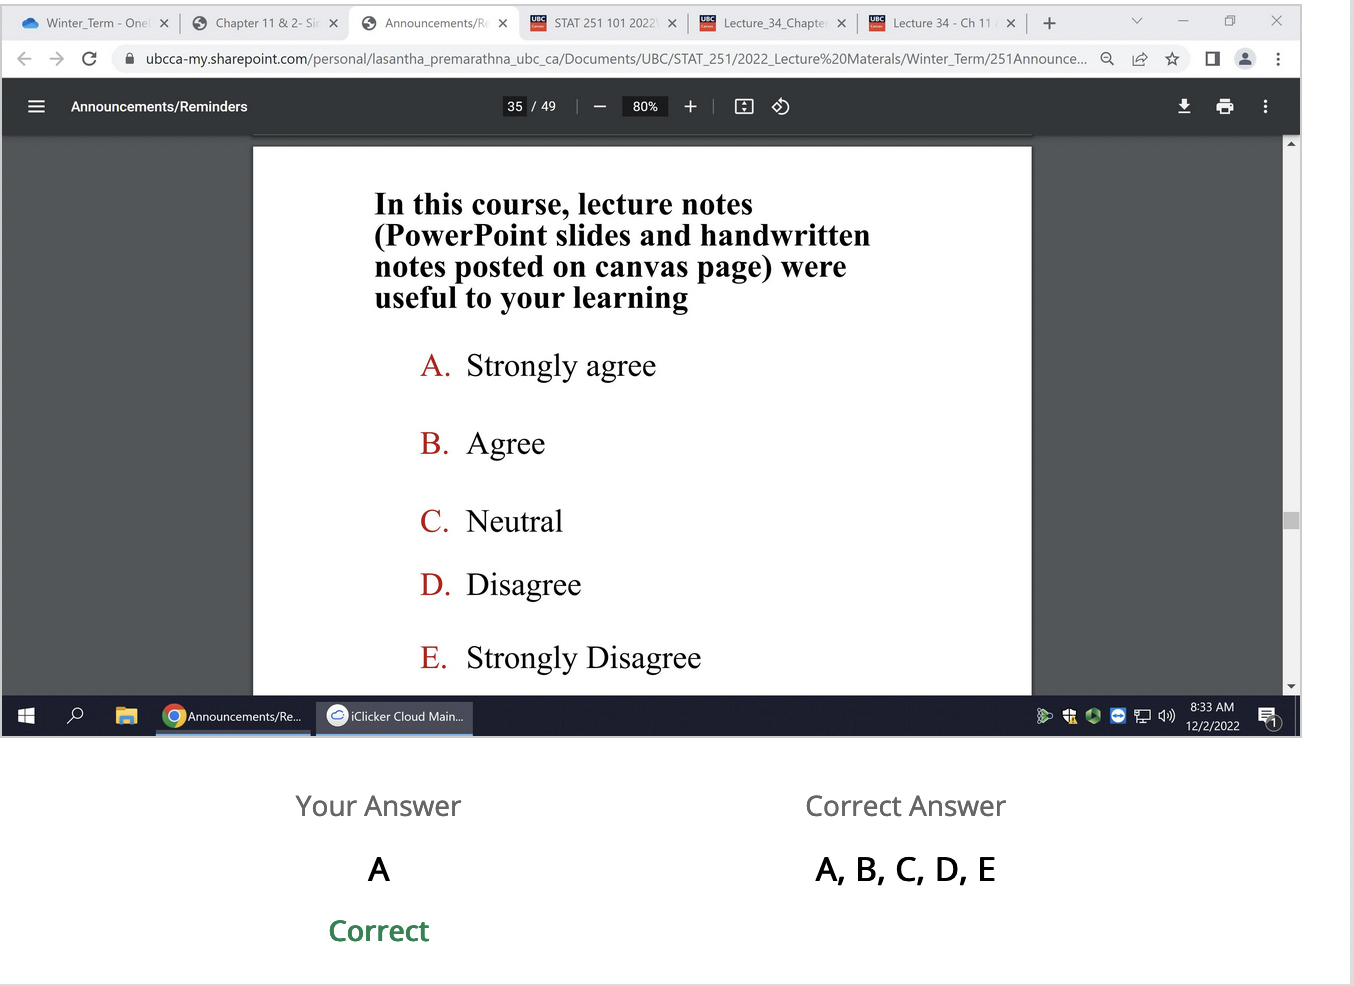 Winter_Term - One
Chapter 11 & 2- Si
Announcements/R
STAT 251 101 2022
Lecture_34_Chapte
Lecture 34 - Ch 11
ubcca-my.sharepoint.com/personal/lasantha_premarathna_ubc_ca/Documents/UBC/STAT_251/2022_Lecture%20Materals/Winter_Term/251Announce...
Announcements/Reminders
35 / 49
80%
In this course, lecture notes
(PowerPoint slides and handwritten
notes posted on canvas page) were
useful to your learning
A. Strongly agree
B. Agree
C. Neutral
D. Disagree
E. Strongly Disagree
Announcements/Re...
iClicker Cloud Main...
8:33 AM
12/2/2022
1
Your Answer
Correct Answer
A
A, B, C, D, E
Correct